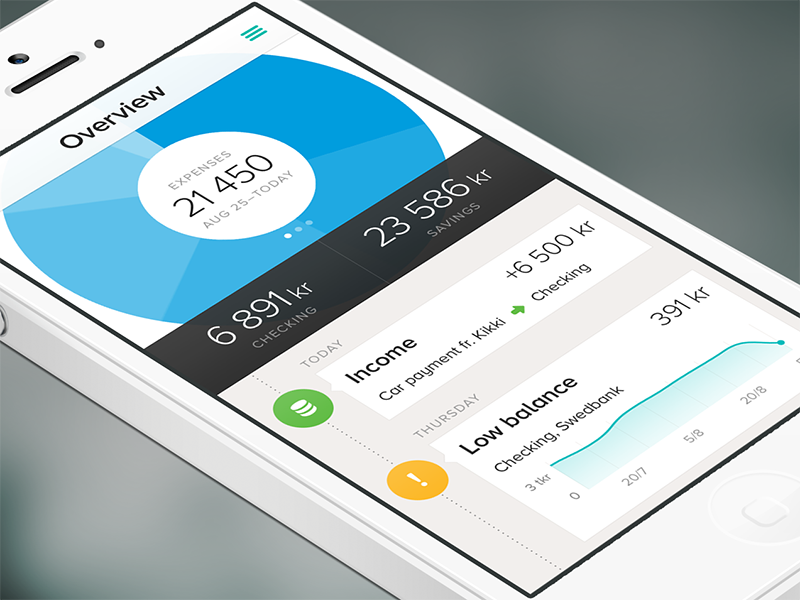 Overview
EXPENSES
21 450
AUG 25–TODAY
6 891 kr
CHECKING
23 586 kr
SAVINGS
TODAY
Income
+6 500 kr
Car payment fr. Kikki
Checking
THURSDAY
Low balance
391 kr
Checking, Swedbank
3 tkr
0
20/7
5/8
20/8